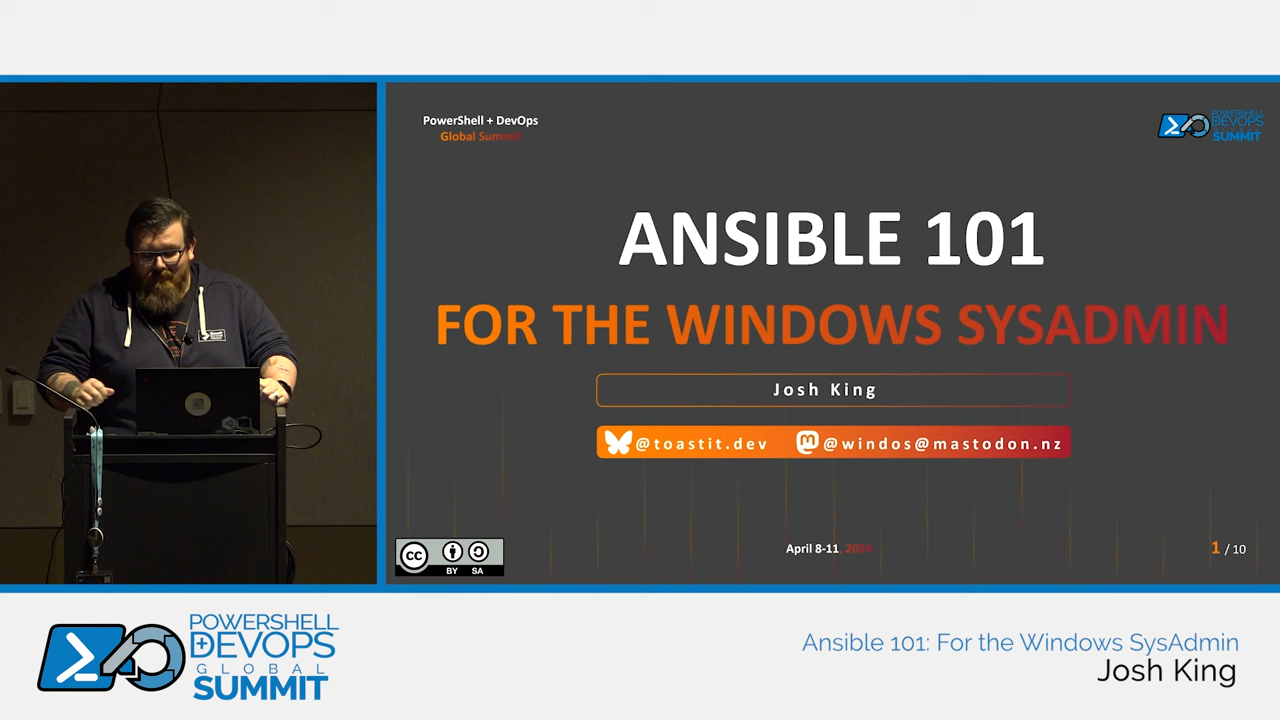 PowerShell + DevOps
Global Summit
POWERSHELL
DEVOPS
SUMMIT
ANSIBLE 101
FOR THE WINDOWS SYSADMIN
Josh King
@toastit.dev @windos@mastodon.nz
CC BY SA
April 8-11, 2024
1 / 10
POWERSHELL
+DEVOPS
GLOBAL
SUMMIT
Ansible 101: For the Windows SysAdmin
Josh King